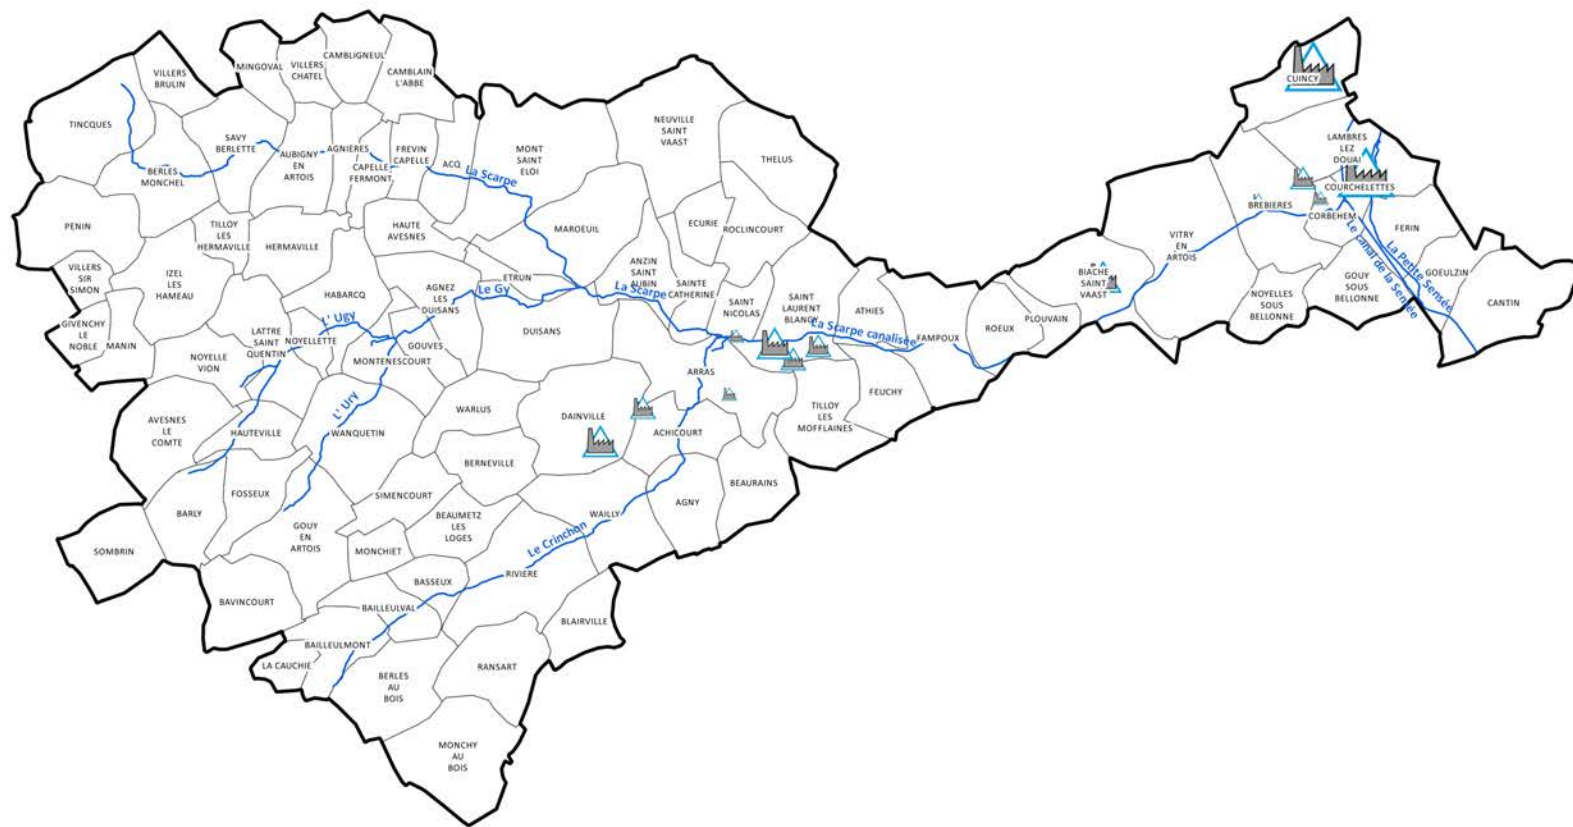 CUINCY
CAMBLIGNEUL
MINGOVAL
VILLERS
CHATEL
CAMBLAIN
L'ABBE
VILLERS
BRULIN
TINCQUES
SAVY
BERLETTE
AUBIGNY
EN
ARTOIS
AGNIERES
CAPELLE
FERMONT
FREVIN
CAPELLE
ACQ
La Scarpe
MONT
SAINT
ELOI
NEUVILLE
SAINT
VAAST
THELUS
LAMBRES
LEZ
DOUAI
COURCHELETTES
BERLES
MONCHEL
PENIN
TILLOY
LES
HERMAVILLE
HERMAVILLE
HAUTE
AVESNES
MAROEUIL
ECURIE
ROCLINCOURT
BREBIERES
CORBEHEM
FERIN
VILLERS
SIR
SIMON
IZEL
LES
HAMEAU
HABARCQ
AGNEZ
LES
DUISANS
ETRUN
Le Gy
ANZIN
SAINT
AUBIN
La Scarpe
SAINTE
CATHERINE
SAINT
NICOLAS
SAINT
LAURENT
BLANGY
ATHIES
La Scarpe canalisée
FAMPOUX
ROEUX
PLOUVAIN
BIACHE
SAINT
VAAST
VITRY
EN
ARTOIS
NOYELLES
SOUS
BELLONNE
GOUY
SOUS
BELLONNE
Le canal de la Sensée
La Petite Sensée
GOEULZIN
CANTIN
GIVENCHY
LE
NOBLE
MANIN
LATTRE
SAINT
QUENTIN
NOYELLETTE
L' Ugy
NOYELLE
VION
MONTENESCOURT
GOUVES
DUISANS
ARRAS
FEUCHY
TILLOY
LES
MOFFLAINES
AVESNES
LE
COMTE
HAUTEVILLE
L' Ury
WANQUETIN
WARLUS
DAINVILLE
ACHICOURT
BERNEVILLE
BEAURAINS
BARLY
FOSSEUX
SIMENCOURT
AGNY
SOMBRIN
GOUY
EN
ARTOIS
BEAUMETZ
LES
LOGES
WAILLY
Le Crinchon
MONCHIET
BAVINCOURT
BASSEUX
RIVIERE
BAILLEULVAL
BLAIRVILLE
BAILLEULMONT
LA CAUCHIE
BERLES
AU
BOIS
RANSART
MONCHY
AU
BOIS